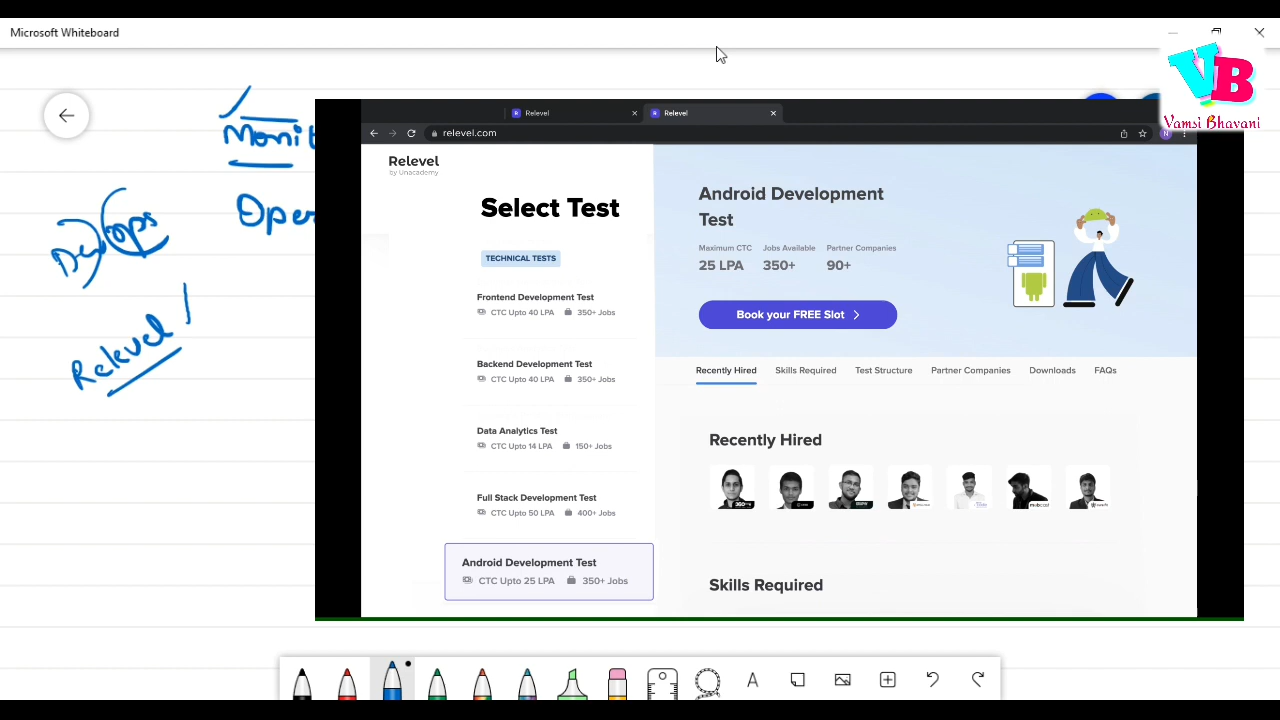 Microsoft Whiteboard
VB
Vamsi Bhavani
Monit
Oper
DevOps
Relevel
Relevel
Relevel
relevel.com
N
Relevel
by Unacademy
Select Test
TECHNICAL TESTS
Frontend Development Test
CTC Upto 40 LPA 350+ Jobs
Backend Development Test
CTC Upto 40 LPA 350+ Jobs
Data Analytics Test
CTC Upto 14 LPA 150+ Jobs
Full Stack Development Test
CTC Upto 50 LPA 400+ Jobs
Android Development Test
CTC Upto 25 LPA 350+ Jobs
Android Development
Test
Maximum CTC Jobs Available Partner Companies
25 LPA 350+ 90+
Book your FREE Slot
Recently Hired Skills Required Test Structure Partner Companies Downloads FAQs
Recently Hired
Skills Required